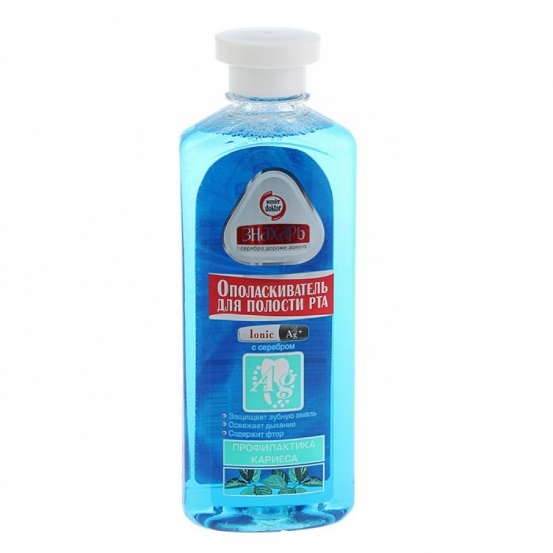 wunder
doktor
ЗНАХАРЬ
серебро дороже золота
ОПОЛАСКИВАТЕЛЬ
ДЛЯ ПОЛОСТИ РТА
Ionic Ag+
с серебром
Ag
Защищает зубную эмаль
Освежает дыхание
Содержит фтор
ПРОФИЛАКТИКА
КАРИЕСА